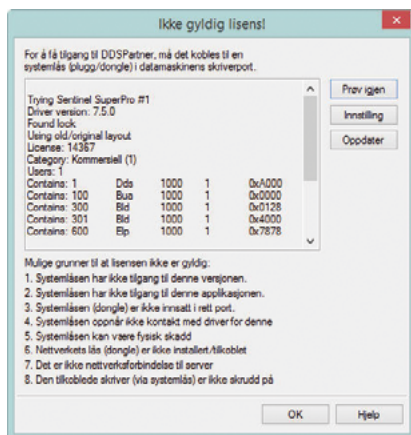 Ikke gyldig lisens!
For å få tilgang til DDSPartner, må det kobles til en
systemlås (plugg/dongle) i datamaskinens skriverport.
Trying Sentinel SuperPro #1
Driver version: 7.5.0
Found lock
Using old/original layout
License: 14367
Category: Kommersiell (1)
Users: 1
Contains: 1 Dds 1000 1 0xA000
Contains: 100 Bua 1000 1 0x0000
Contains: 300 Bld 1000 1 0x0128
Contains: 301 Bld 1000 1 0x4000
Contains: 600 Elp 1000 1 0x7878
Prøv igjen
Innstilling
Oppdater
Mulige grunner til at lisensen ikke er gyldig:
1. Systemlåsen har ikke tilgang til denne versjonen.
2. Systemlåsen har ikke tilgang til denne applikasjonen.
3. Systemlåsen (dongle) er ikke innsatt i rett port.
4. Systemlåsen oppnår ikke kontakt med driver for denne
5. Systemlåsen kan være fysisk skadd
6. Nettverkets lås (dongle) er ikke installert/tilkoblet
7. Det er ikke nettverksforbindelse til server
8. Den tilkoblede skriver (via systemlås) er ikke skrudd på
OK
Hjelp